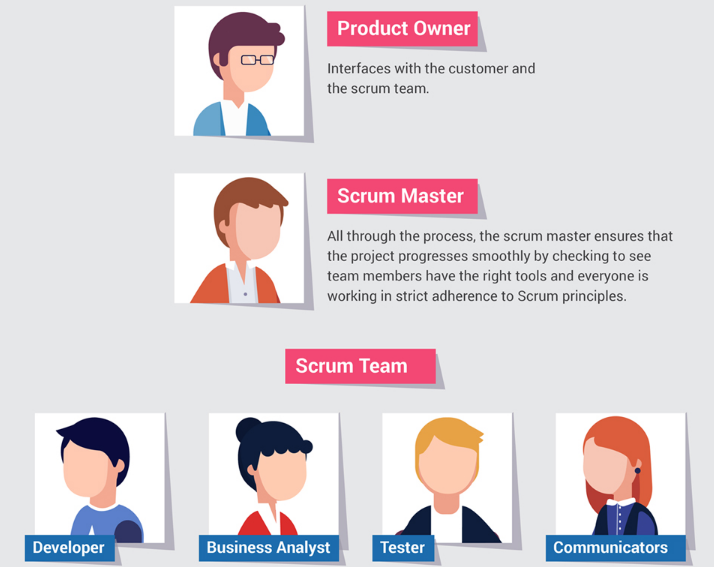 Product Owner
Interfaces with the customer and
the scrum team.
Scrum Master
All through the process, the scrum master ensures that
the project progresses smoothly by checking to see
team members have the right tools and everyone is
working in strict adherence to Scrum principles.
Scrum Team
Developer
Business Analyst
Tester
Communicators